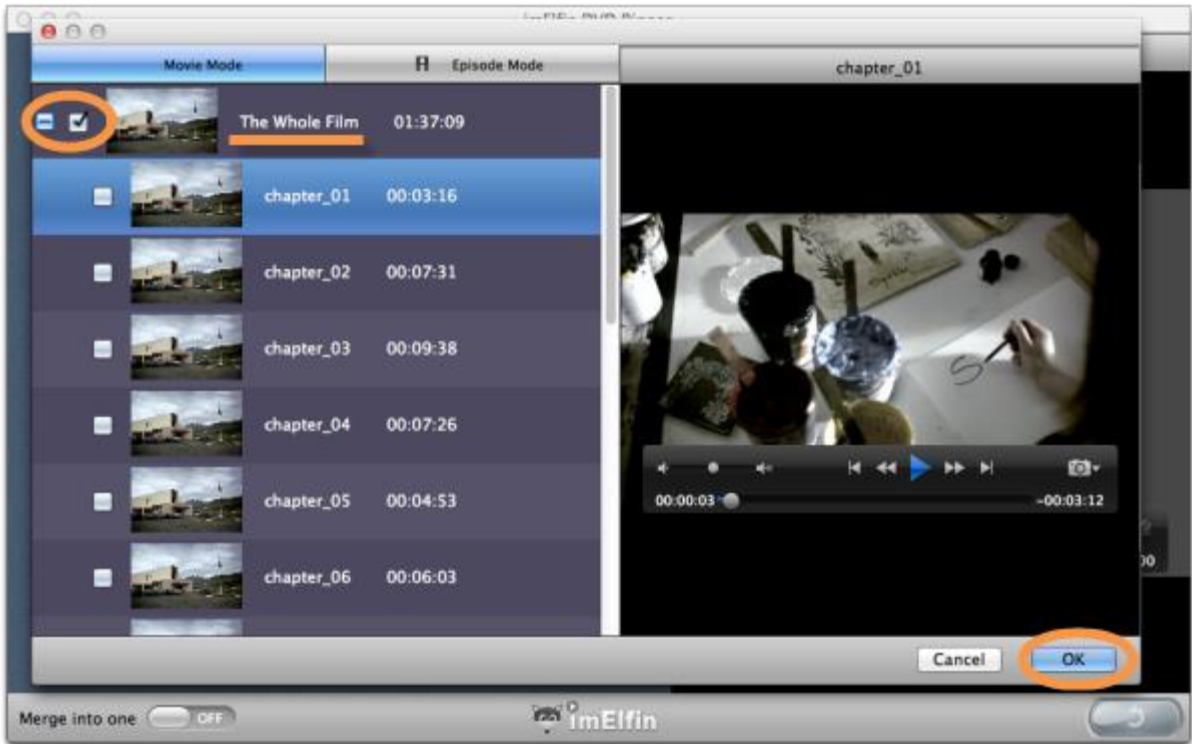 Movie Mode
Episode Mode
chapter_01
The Whole Film 01:37:09
chapter_01 00:03:16
chapter_02 00:07:31
chapter_03 00:09:38
chapter_04 00:07:26
chapter_05 00:04:53
chapter_06 00:06:03
00:00:03
-00:03:12
Cancel
OK
Merge into one OFF
imElfin